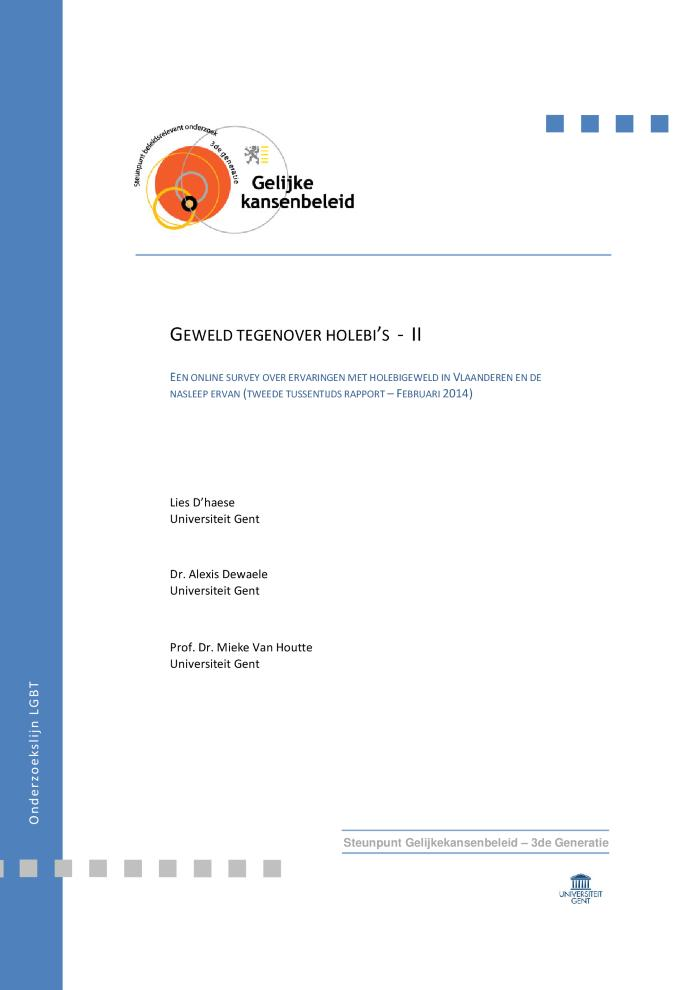 Steunpunt beleidsrelevant onderzoek
3de generatie
Gelijke
kansenbeleid
GEWELD TEGENOVER HOLEBI'S - II
EEN ONLINE SURVEY OVER ERVARINGEN MET HOLEBIGEWELD IN VLAANDEREN EN DE
NASLEEP ERVAN (TWEEDE TUSSENTIJDS RAPPORT – FEBRUARI 2014)
Lies D'haese
Universiteit Gent
Dr. Alexis Dewaele
Universiteit Gent
Prof. Dr. Mieke Van Houtte
Universiteit Gent
Onderzoekslijn LGBT
Steunpunt Gelijkekansenbeleid – 3de Generatie
UNIVERSITEIT
GENT